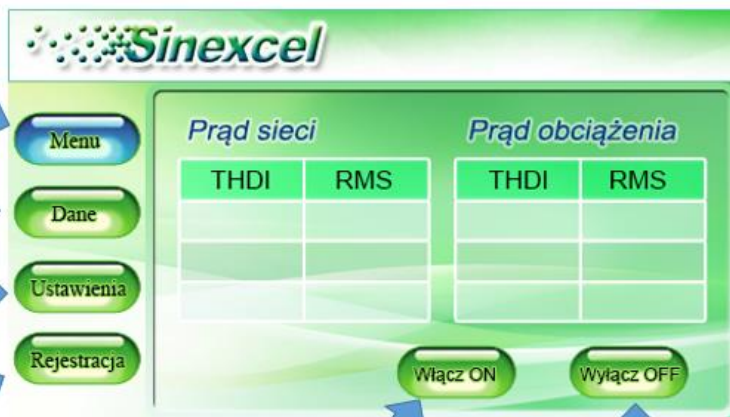 Sinexcel
Menu
Dane
Ustawienia
Rejestracja
Prąd sieci
THDI RMS
Prąd obciążenia
THDI RMS
Włącz ON
Wyłącz OFF